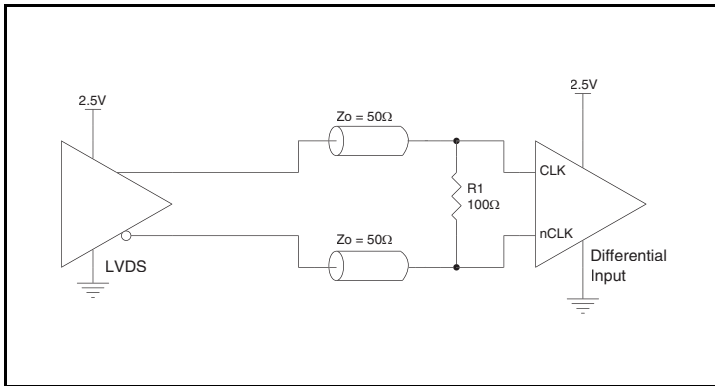 2.5V
2.5V
Zo = 50Ω
CLK
R1
100Ω
nCLK
Zo = 50Ω
LVDS
Differential
Input